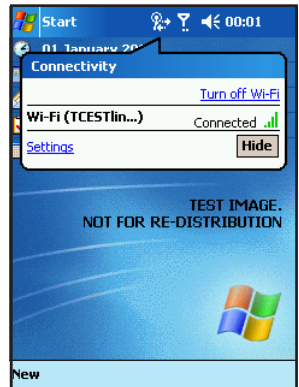 Start 00:01
01 January 20
Connectivity
Turn off Wi-Fi
Wi-Fi (TCESTlin...)
Connected
Settings
Hide
TEST IMAGE.
NOT FOR RE-DISTRIBUTION
New